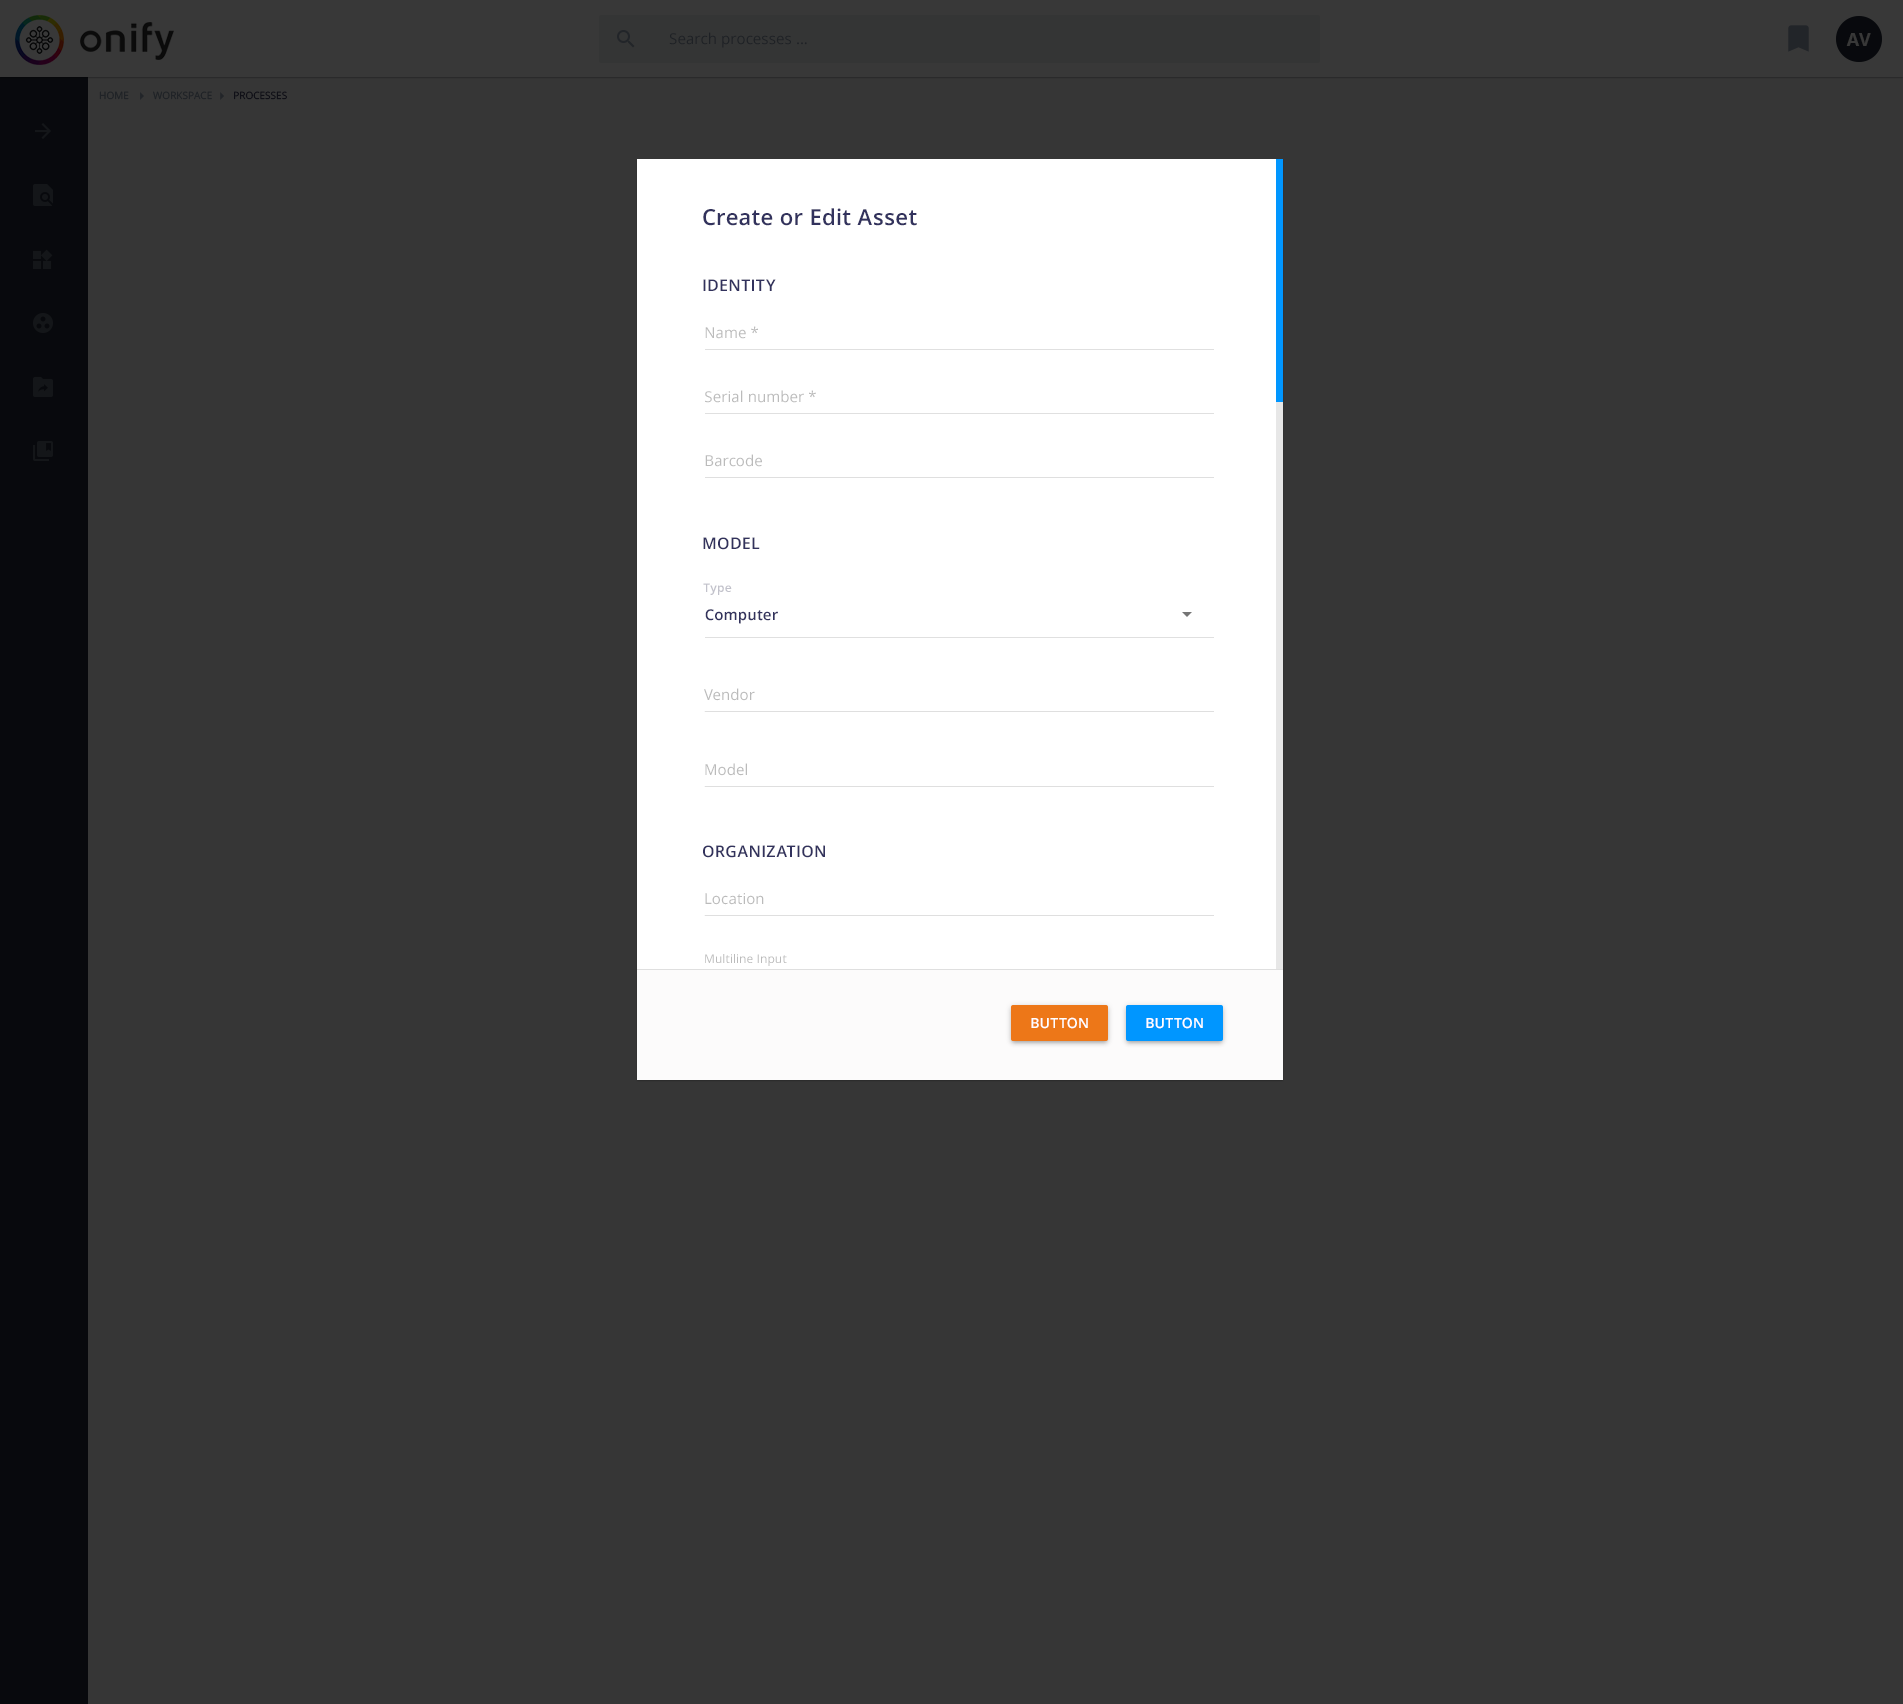 onify
Search processes ...
AV
HOME WORKSPACE PROCESSES
Create or Edit Asset
IDENTITY
Name *
Serial number *
Barcode
MODEL
Type
Computer
Vendor
Model
ORGANIZATION
Location
Multiline Input
BUTTON BUTTON